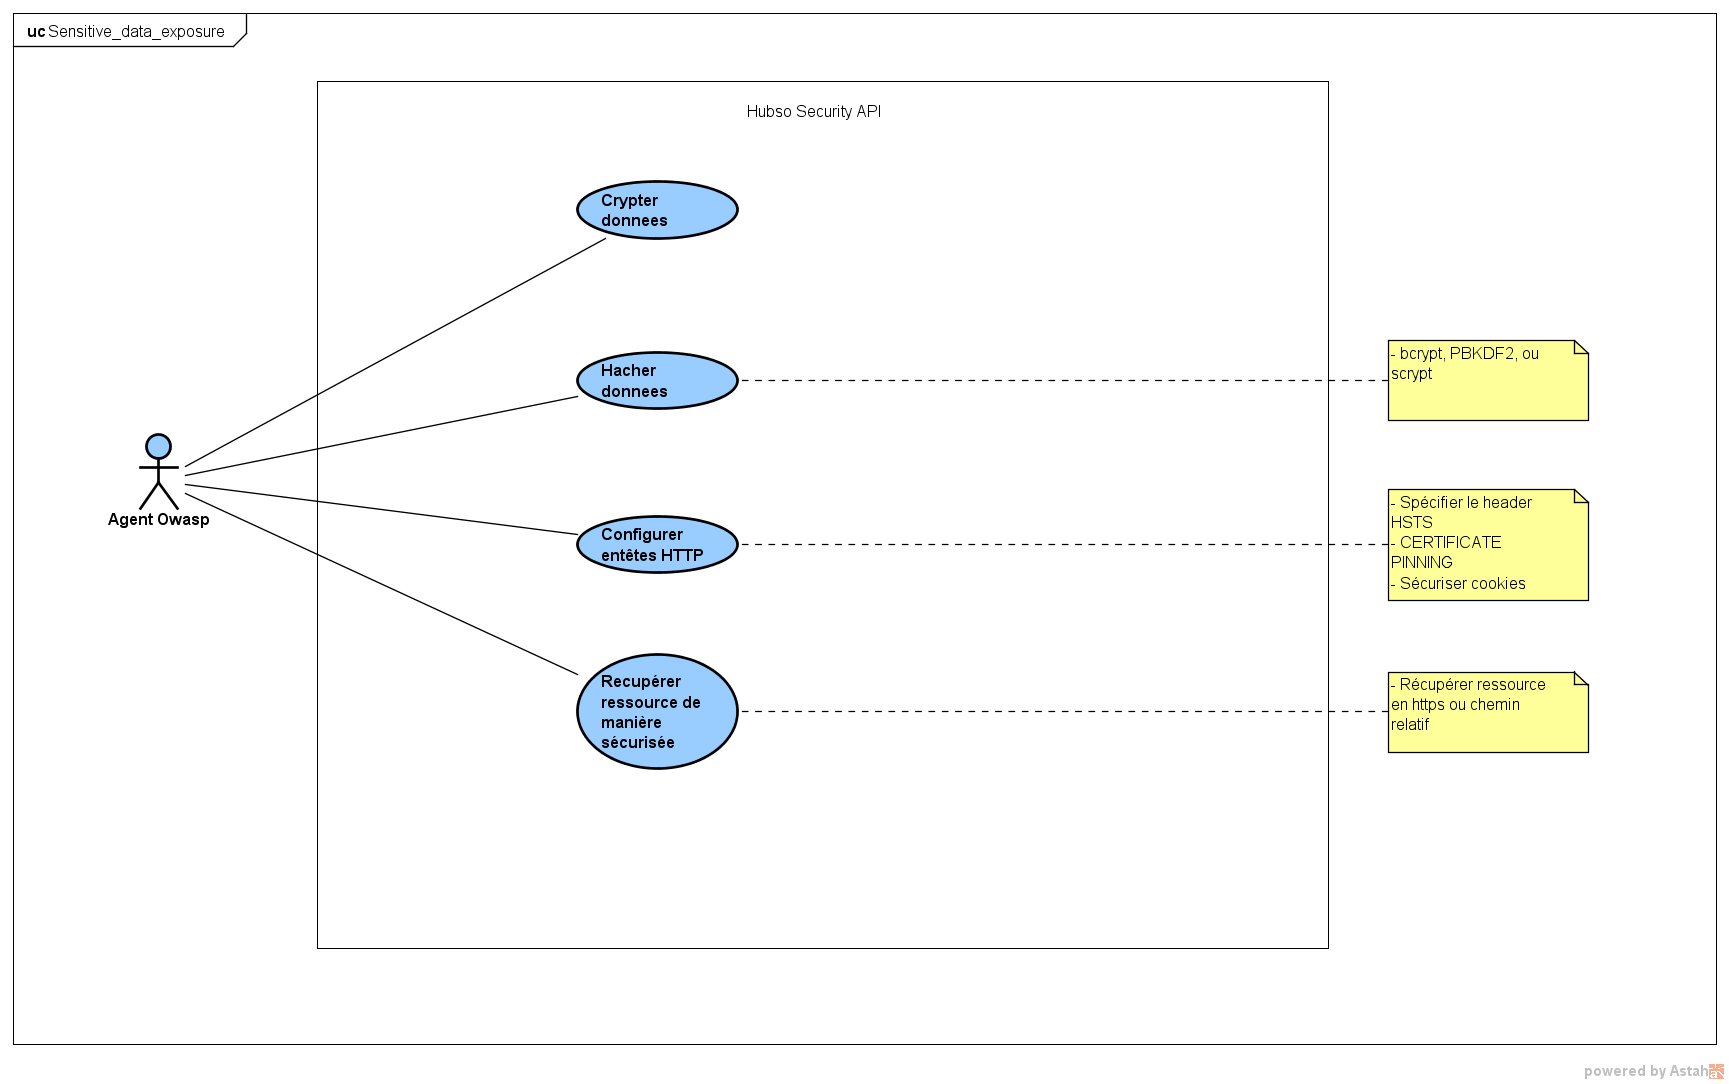 uc Sensitive_data_exposure
Hubso Security API
Crypter
donnees
Hacher
donnees
- bcrypt, PBKDF2, ou
scrypt
Agent Owasp
Configurer
entêtes HTTP
- Spécifier le header
HSTS
- CERTIFICATE
PINNING
- Sécuriser cookies
Recupérer
ressource de
manière
sécurisée
- Récupérer ressource
en https ou chemin
relatif
powered by Astah